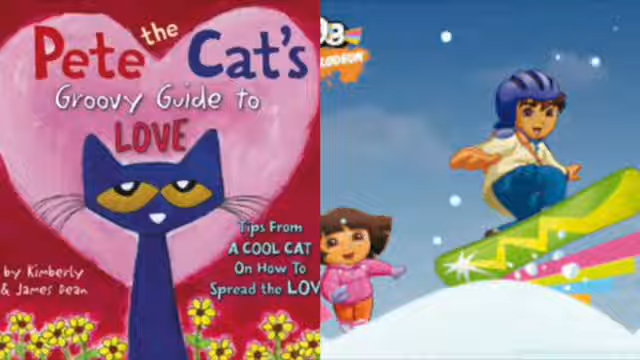 Pete the Cat's
Groovy Guide to
LOVE
Tips From
A COOL CAT
On How To
Spread the LOV
by Kimberly
& James Dean